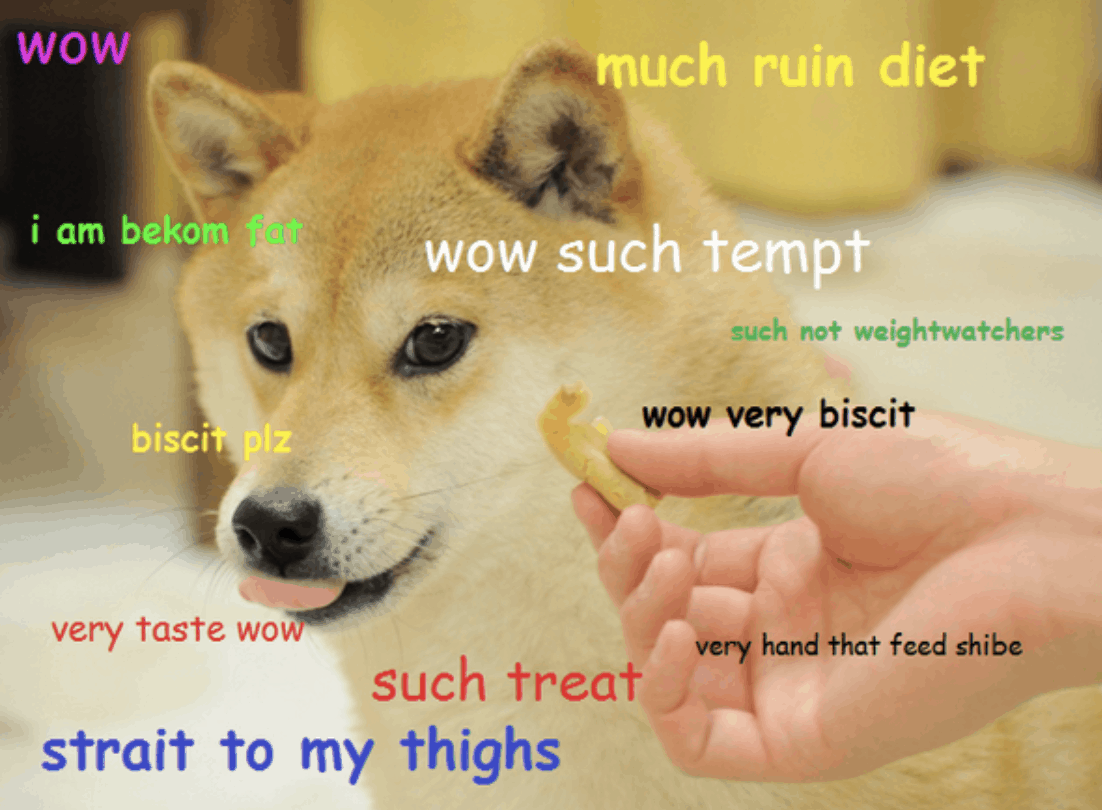 wow
much ruin diet
i am bekom fat
wow such tempt
such not weightwatchers
wow very biscit
biscit plz
very taste wow
very hand that feed shibe
such treat
strait to my thighs